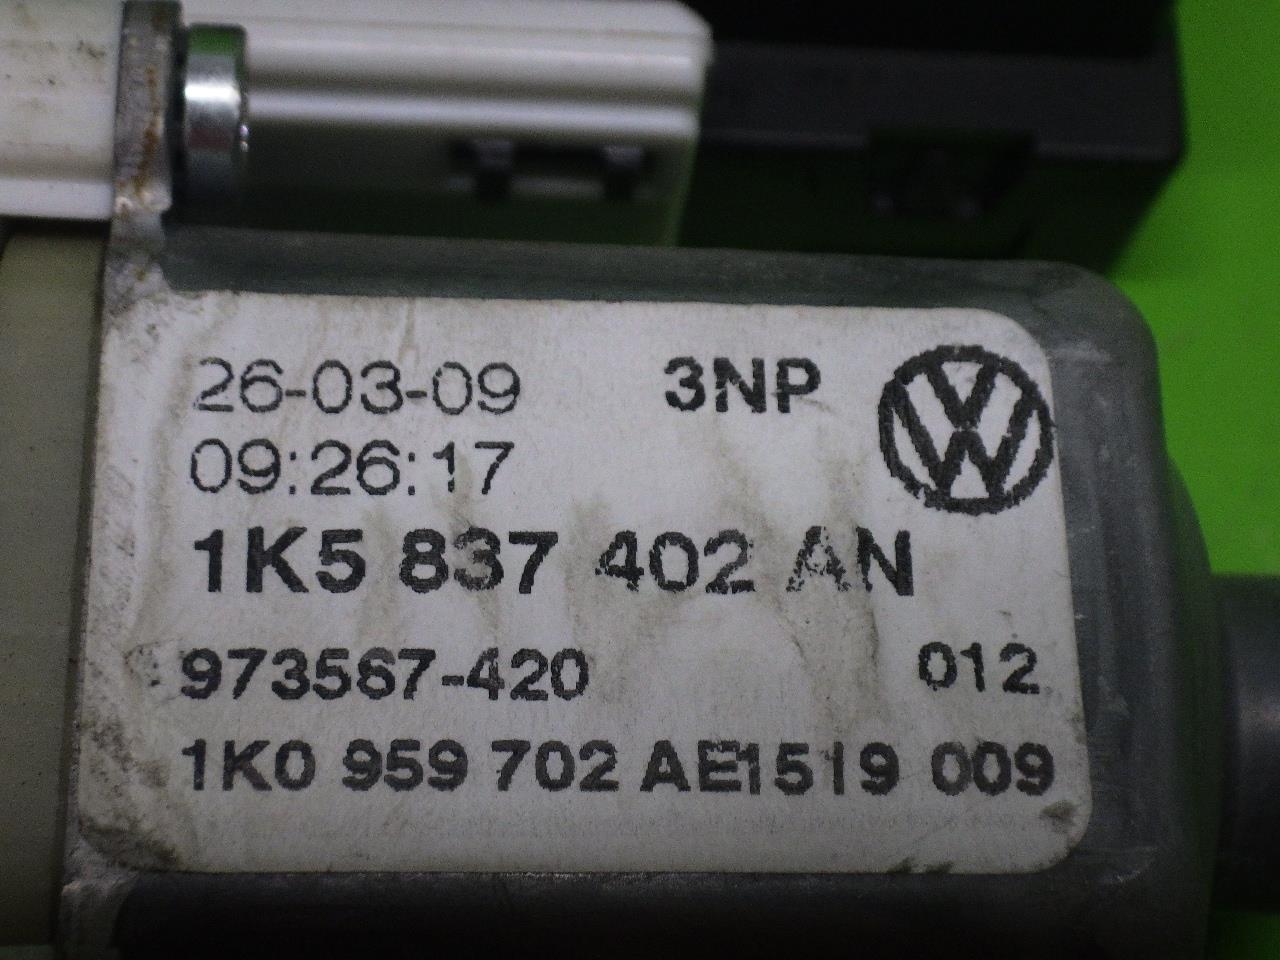 26-03-09 3NP
09:26:17
1K5 837 402 AN
973567-420 012
1K0 959 702 AE1519 009